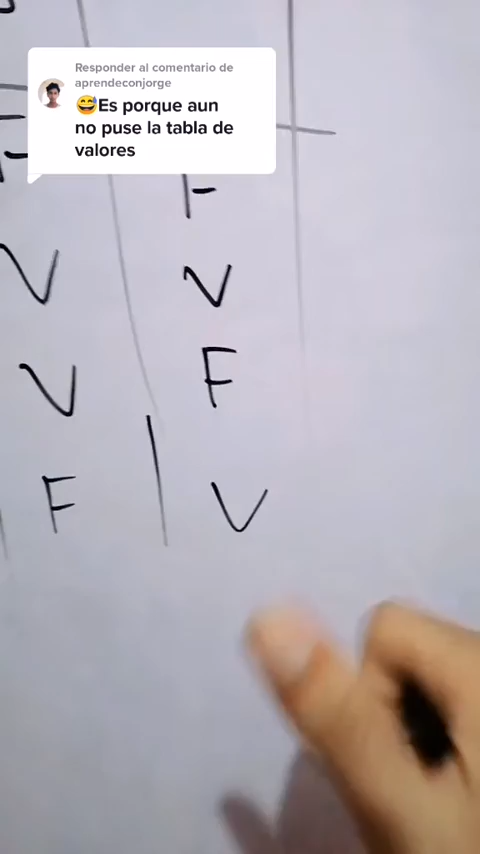 Responder al comentario de
aprendeconjorge
😅Es porque aun
no puse la tabla de
valores
F F
V V
V F
F V